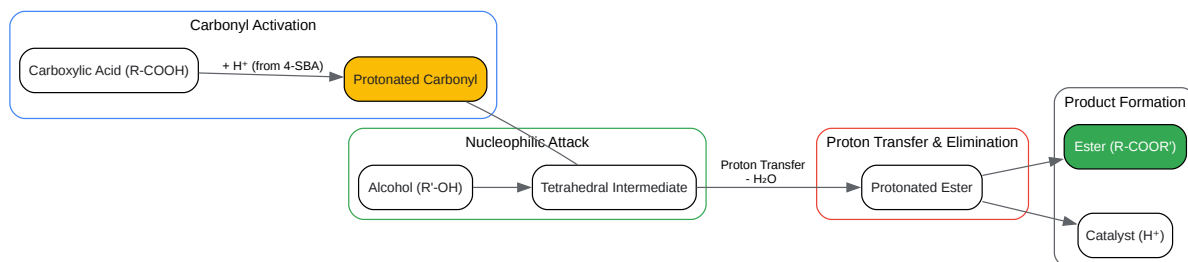 Carbonyl Activation
Carboxylic Acid (R-COOH)
+ H⁺ (from 4-SBA)
Protonated Carbonyl
Nucleophilic Attack
Alcohol (R'-OH)
Tetrahedral Intermediate
Proton Transfer
- H₂O
Proton Transfer & Elimination
Protonated Ester
Product Formation
Ester (R-COOR')
Catalyst (H⁺)